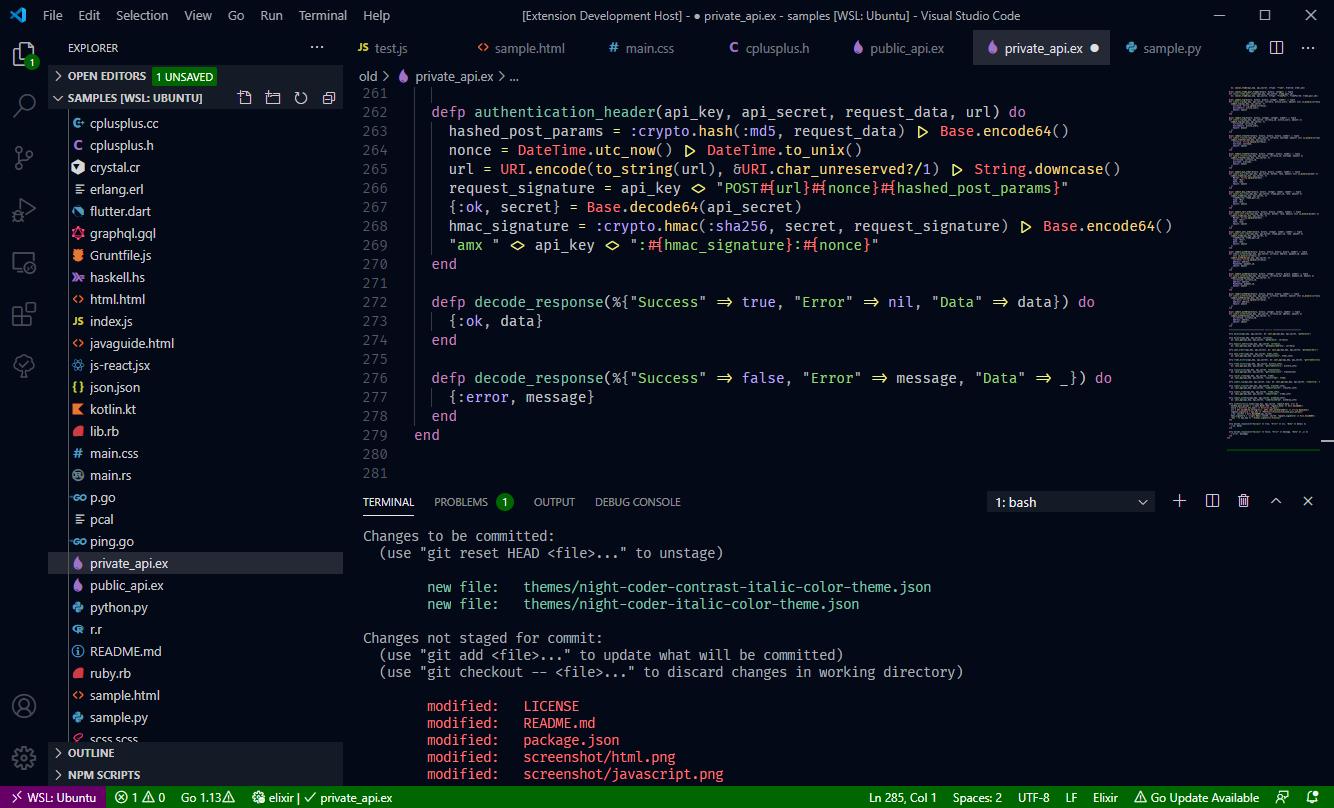 File Edit Selection View Go Run Terminal Help [Extension Development Host] - ● private_api.ex - samples [WSL: Ubuntu] - Visual Studio Code
EXPLORER ···
1
OPEN EDITORS 1 UNSAVED
SAMPLES [WSL: UBUNTU]
cplusplus.cc
cplusplus.h
crystal.cr
erlang.erl
flutter.dart
graphql.gql
Gruntfile.js
haskell.hs
html.html
index.js
javaguide.html
js-react.jsx
json.json
kotlin.kt
lib.rb
main.css
main.rs
p.go
pcal
ping.go
private_api.ex
public_api.ex
python.py
r.r
README.md
ruby.rb
sample.html
sample.py
scss.scss
OUTLINE
NPM SCRIPTS
JS test.js <> sample.html # main.css C cplusplus.h public_api.ex private_api.ex ● sample.py
old > private_api.ex > ...
261
262 defp authentication_header(api_key, api_secret, request_data, url) do
263 hashed_post_params = :crypto.hash(:md5, request_data) |> Base.encode64()
264 nonce = DateTime.utc_now() |> DateTime.to_unix()
265 url = URI.encode(to_string(url), &URI.char_unreserved?/1) |> String.downcase()
266 request_signature = api_key <> "POST#{url}#{nonce}#{hashed_post_params}"
267 {:ok, secret} = Base.decode64(api_secret)
268 hmac_signature = :crypto.hmac(:sha256, secret, request_signature) |> Base.encode64()
269 "amx " <> api_key <> ":#{hmac_signature}:#{nonce}"
270 end
271
272 defp decode_response(%{"Success" => true, "Error" => nil, "Data" => data}) do
273 {:ok, data}
274 end
275
276 defp decode_response(%{"Success" => false, "Error" => message, "Data" => _}) do
277 {:error, message}
278 end
279 end
280
281
TERMINAL PROBLEMS 1 OUTPUT DEBUG CONSOLE 1: bash
Changes to be committed:
(use "git reset HEAD <file>..." to unstage)
new file: themes/night-coder-contrast-italic-color-theme.json
new file: themes/night-coder-italic-color-theme.json
Changes not staged for commit:
(use "git add <file>..." to update what will be committed)
(use "git checkout -- <file>..." to discard changes in working directory)
modified: LICENSE
modified: README.md
modified: package.json
modified: screenshot/html.png
modified: screenshot/javascript.png
WSL: Ubuntu 1 0 Go 1.13 elixir | ✓ private_api.ex Ln 285, Col 1 Spaces: 2 UTF-8 LF Elixir Go Update Available